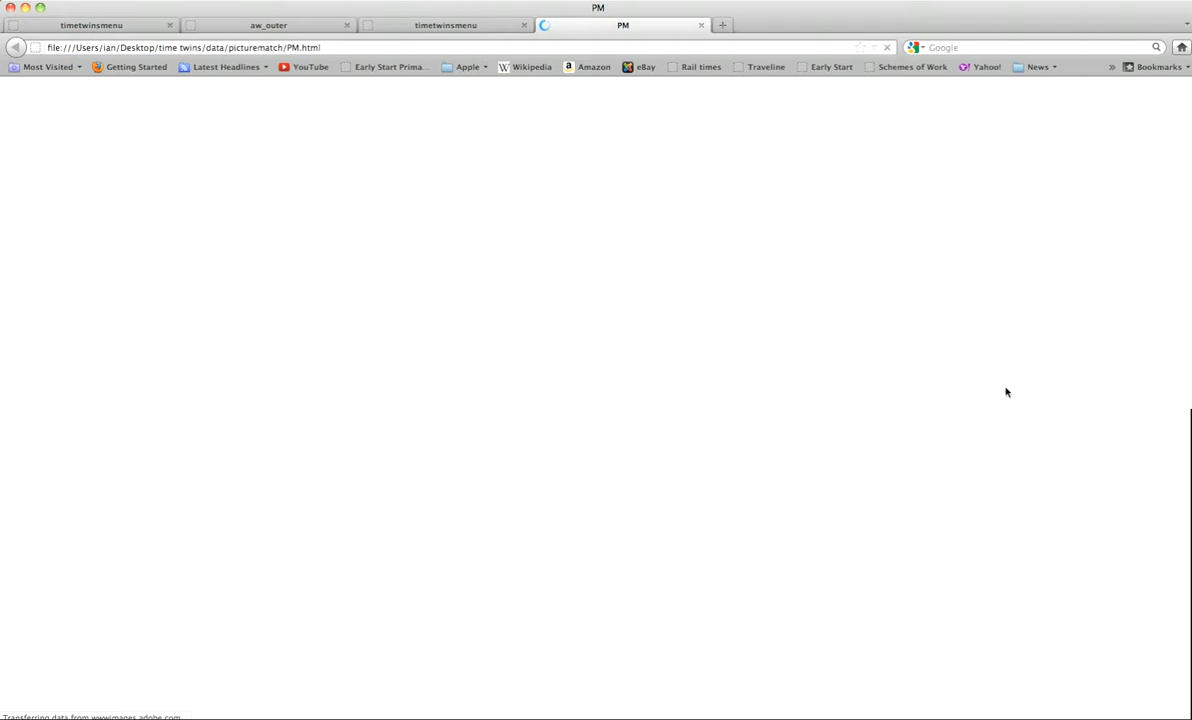 PM
timetwinsmenu aw_outer timetwinsmenu PM
file:///Users/ian/Desktop/time twins/data/picturematch/PM.html Google
Most Visited Getting Started Latest Headlines YouTube Early Start Prima... Apple Wikipedia Amazon eBay Rail times Traveline Early Start Schemes of Work Yahoo! News » Bookmarks
Transferring data from wwwimages.adobe.com...